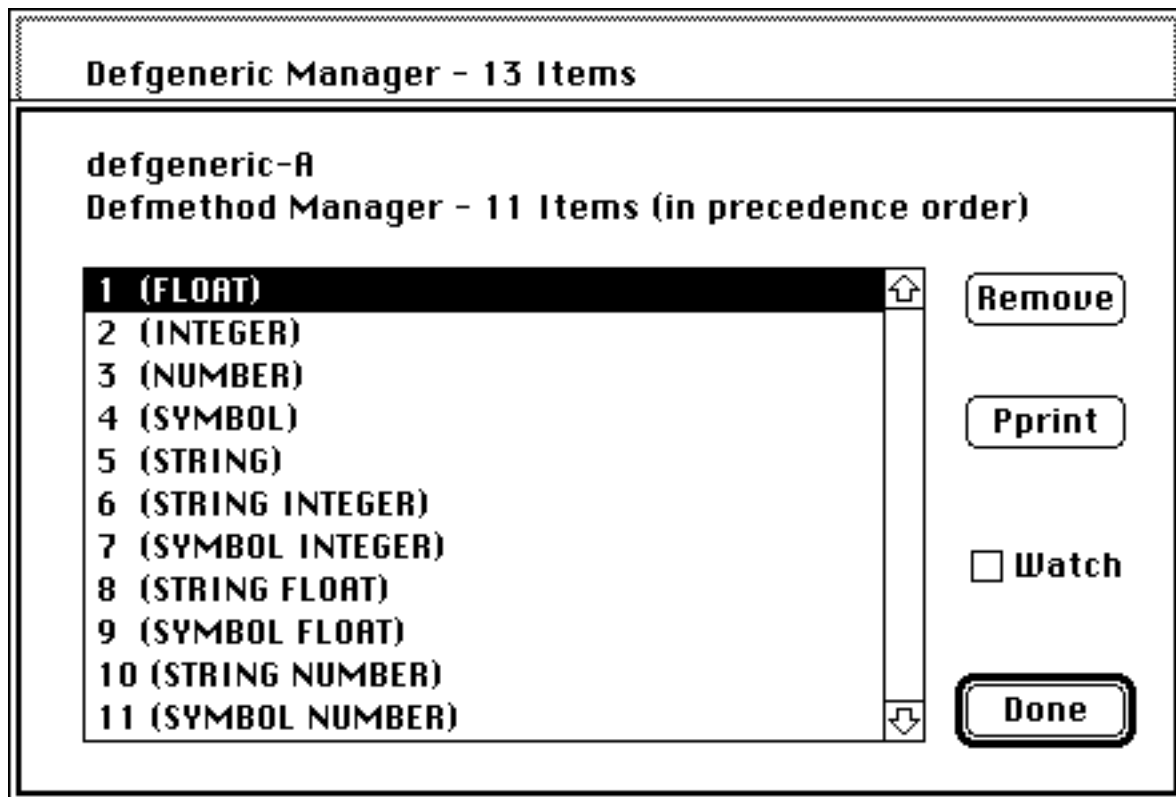 Defgeneric Manager - 13 Items
defgeneric-A
Defmethod Manager - 11 Items (in precedence order)
1 (FLOAT)
2 (INTEGER)
3 (NUMBER)
4 (SYMBOL)
5 (STRING)
6 (STRING INTEGER)
7 (SYMBOL INTEGER)
8 (STRING FLOAT)
9 (SYMBOL FLOAT)
10 (STRING NUMBER)
11 (SYMBOL NUMBER)
Remove
Pprint
Watch
Done